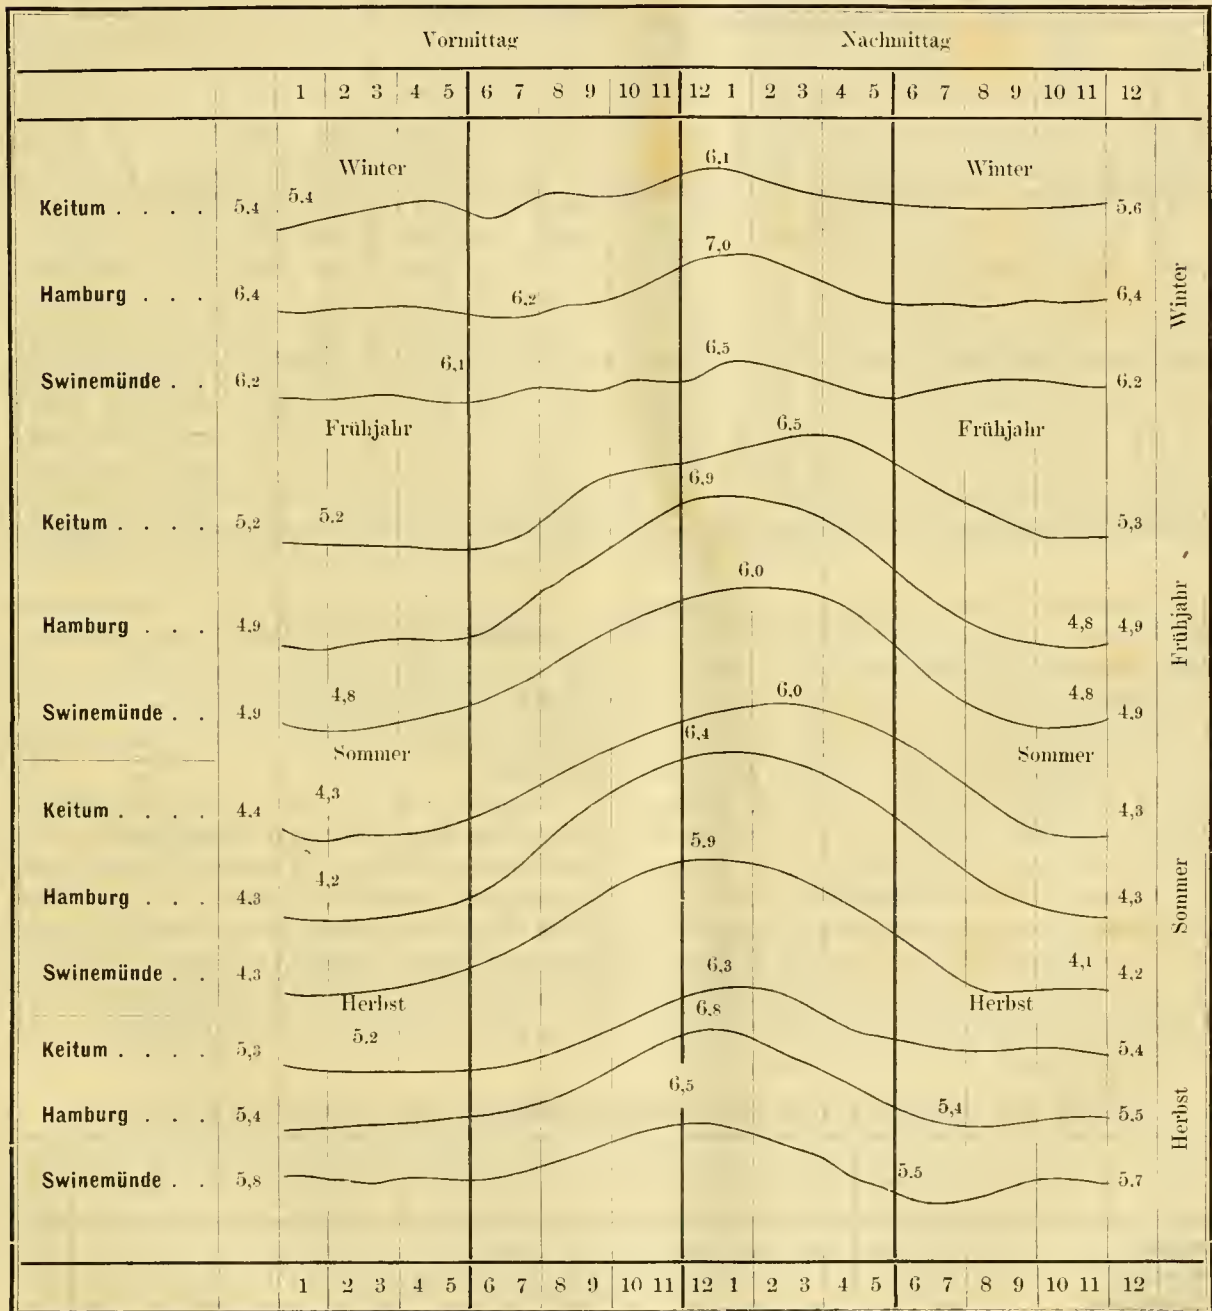 Vormittag Nachmittag
1 2 3 4 5 6 7 8 9 10 11 12 1 2 3 4 5 6 7 8 9 10 11 12
Winter 6,1 Winter
Keitum . . . . 5,4 5,4 5,6
7,0
Hamburg . . . 6,4 6,2 6,4
Winter
6,1 6,5
Swinemünde . . 6,2 6,2
Frühjahr 6,5 Frühjahr
6,9
Keitum . . . . 5,2 5,2 5,3
6,0
Hamburg . . . 4,9 4,8 4,9
Frühjahr
4,8 6,0 4,8
Swinemünde . . 4,9 4,9
Sommer 6,4 Sommer
4,3
Keitum . . . . 4,4 4,3
5,9
4,2
Hamburg . . . 4,3 4,3
Sommer
6,3 4,1
Swinemünde . . 4,3 4,2
Herbst 6,8 Herbst
5,2
Keitum . . . . 5,3 5,4
6,5
Hamburg . . . 5,4 5,4 5,5
Herbst
5,5
Swinemünde . . 5,8 5,7
1 2 3 4 5 6 7 8 9 10 11 12 1 2 3 4 5 6 7 8 9 10 11 12